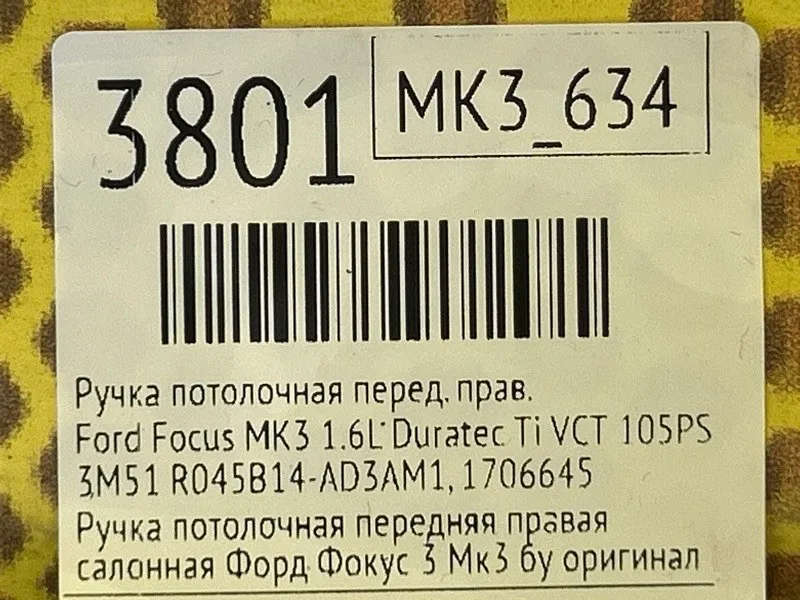 3801
MK3_634
Ручка потолочная перед. прав.
Ford Focus MK3 1.6L Duratec Ti VCT 105PS
3M51 R045B14-AD3AM1, 1706645
Ручка потолочная передняя правая
салонная Форд Фокус 3 Мк3 бу оригинал